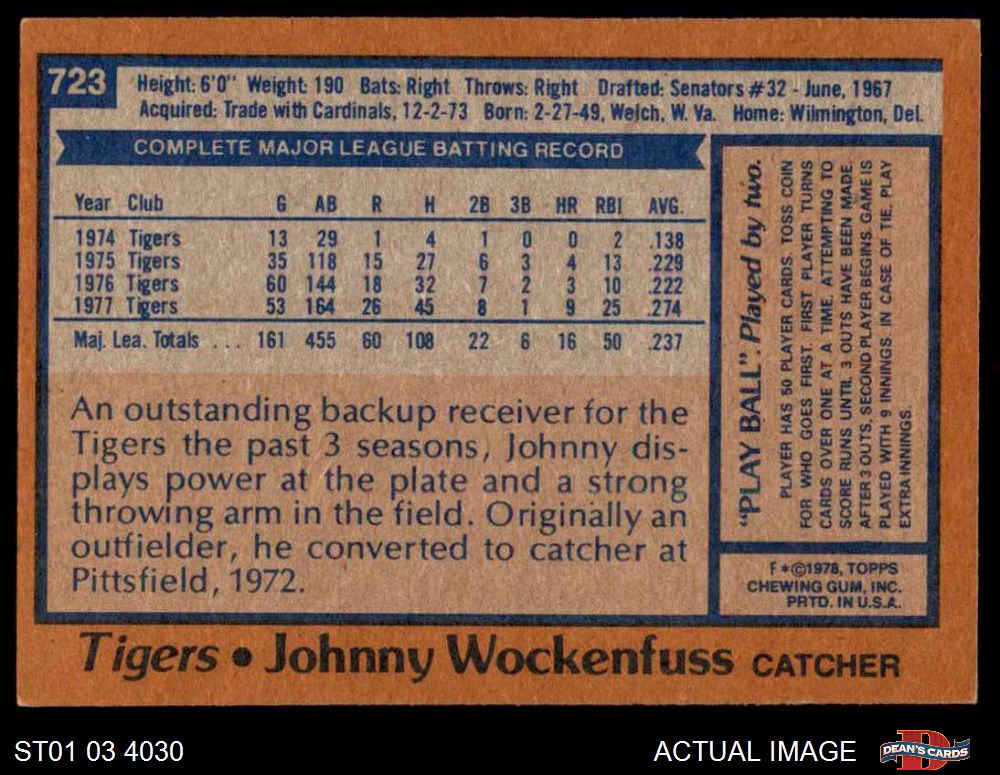 723
Height: 6'0" Weight: 190 Bats: Right Throws: Right Drafted: Senators #32 - June, 1967
Acquired: Trade with Cardinals, 12-2-73 Born: 2-27-49, Welch, W. Va. Home: Wilmington, Del.
COMPLETE MAJOR LEAGUE BATTING RECORD
Year Club G AB R H 2B 3B HR RBI AVG.
1974 Tigers 13 29 1 4 1 0 0 2 .138
1975 Tigers 35 118 15 27 6 3 4 13 .229
1976 Tigers 60 144 18 32 7 2 3 10 .222
1977 Tigers 53 164 26 45 8 1 9 25 .274
Maj. Lea. Totals ... 161 455 60 108 22 6 16 50 .237
An outstanding backup receiver for the
Tigers the past 3 seasons, Johnny dis-
plays power at the plate and a strong
throwing arm in the field. Originally an
outfielder, he converted to catcher at
Pittsfield, 1972.
"PLAY BALL". Played by two.
PLAYER HAS 50 PLAYER CARDS. TOSS COIN
FOR WHO GOES FIRST. FIRST PLAYER TURNS
CARDS OVER ONE AT A TIME, ATTEMPTING TO
SCORE RUNS UNTIL 3 OUTS HAVE BEEN MADE.
AFTER 3 OUTS, SECOND PLAYER BEGINS. GAME IS
PLAYED WITH 9 INNINGS. IN CASE OF TIE, PLAY
EXTRA INNINGS.
F*©1978, TOPPS
CHEWING GUM, INC.
PRTD. IN U.S.A.
Tigers • Johnny Wockenfuss CATCHER
ST01 03 4030
ACTUAL IMAGE
D
DEAN'S CARDS